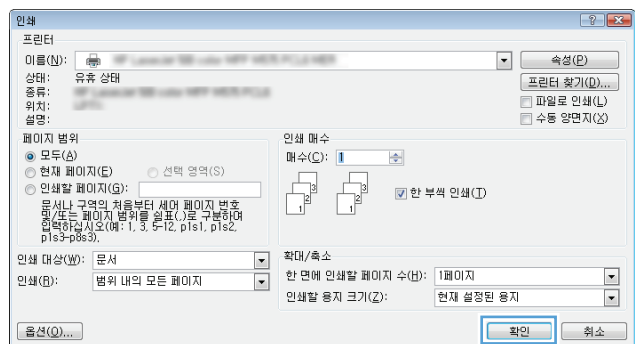 인쇄
프린터
이름(N):
속성(P)
상태: 유휴 상태
프린터 찾기(D)...
종류:
위치:
파일로 인쇄(L)
설명:
수동 양면지(X)
페이지 범위
모두(A)
현재 페이지(E) 선택 영역(S)
인쇄할 페이지(G):
문서나 구역의 처음부터 세어 페이지 번호
및/또는 페이지 범위를 쉼표(,)로 구분하여
입력하십시오(예: 1, 3, 5-12, p1s1, p1s2,
p1s3-p8s3).
인쇄 매수
매수(C): 1
1 2 3
1 2 3
한 부씩 인쇄(T)
인쇄 대상(W): 문서
인쇄(R): 범위 내의 모든 페이지
확대/축소
한 면에 인쇄할 페이지 수(H): 1페이지
인쇄할 용지 크기(Z): 현재 설정된 용지
옵션(O)...
확인
취소